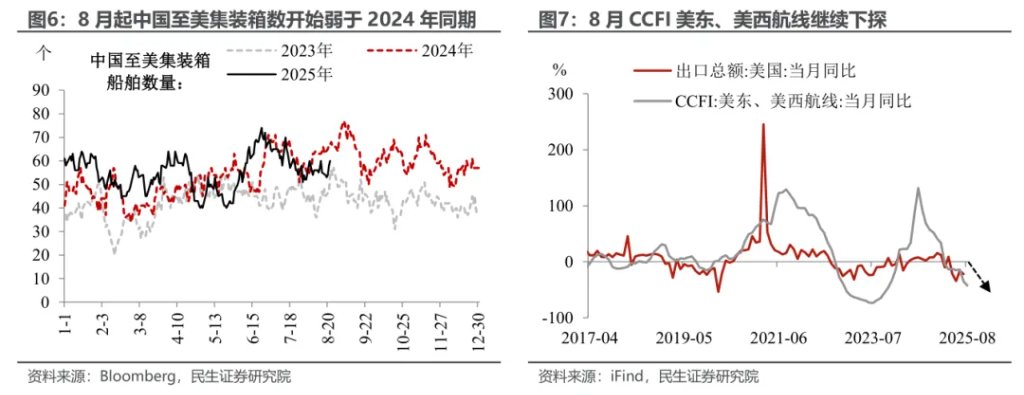 图6：8 月起中国至美集装箱数开始弱于 2024 年同期
个
中国至美集装箱
船舶数量：
2023年
2024年
2025年
90
80
70
60
50
40
30
20
10
0
1-1
2-3
3-8
4-10
5-13
6-15
7-18
8-20
9-22
10-25
11-27
12-30
资料来源：Bloomberg，民生证券研究院
图7：8 月 CCFI 美东、美西航线继续下探
%
出口总额:美国:当月同比
CCFI:美东、美西航线:当月同比
300
200
100
0
-100
2017-04
2019-05
2021-06
2023-07
2025-08
资料来源：iFind，民生证券研究院